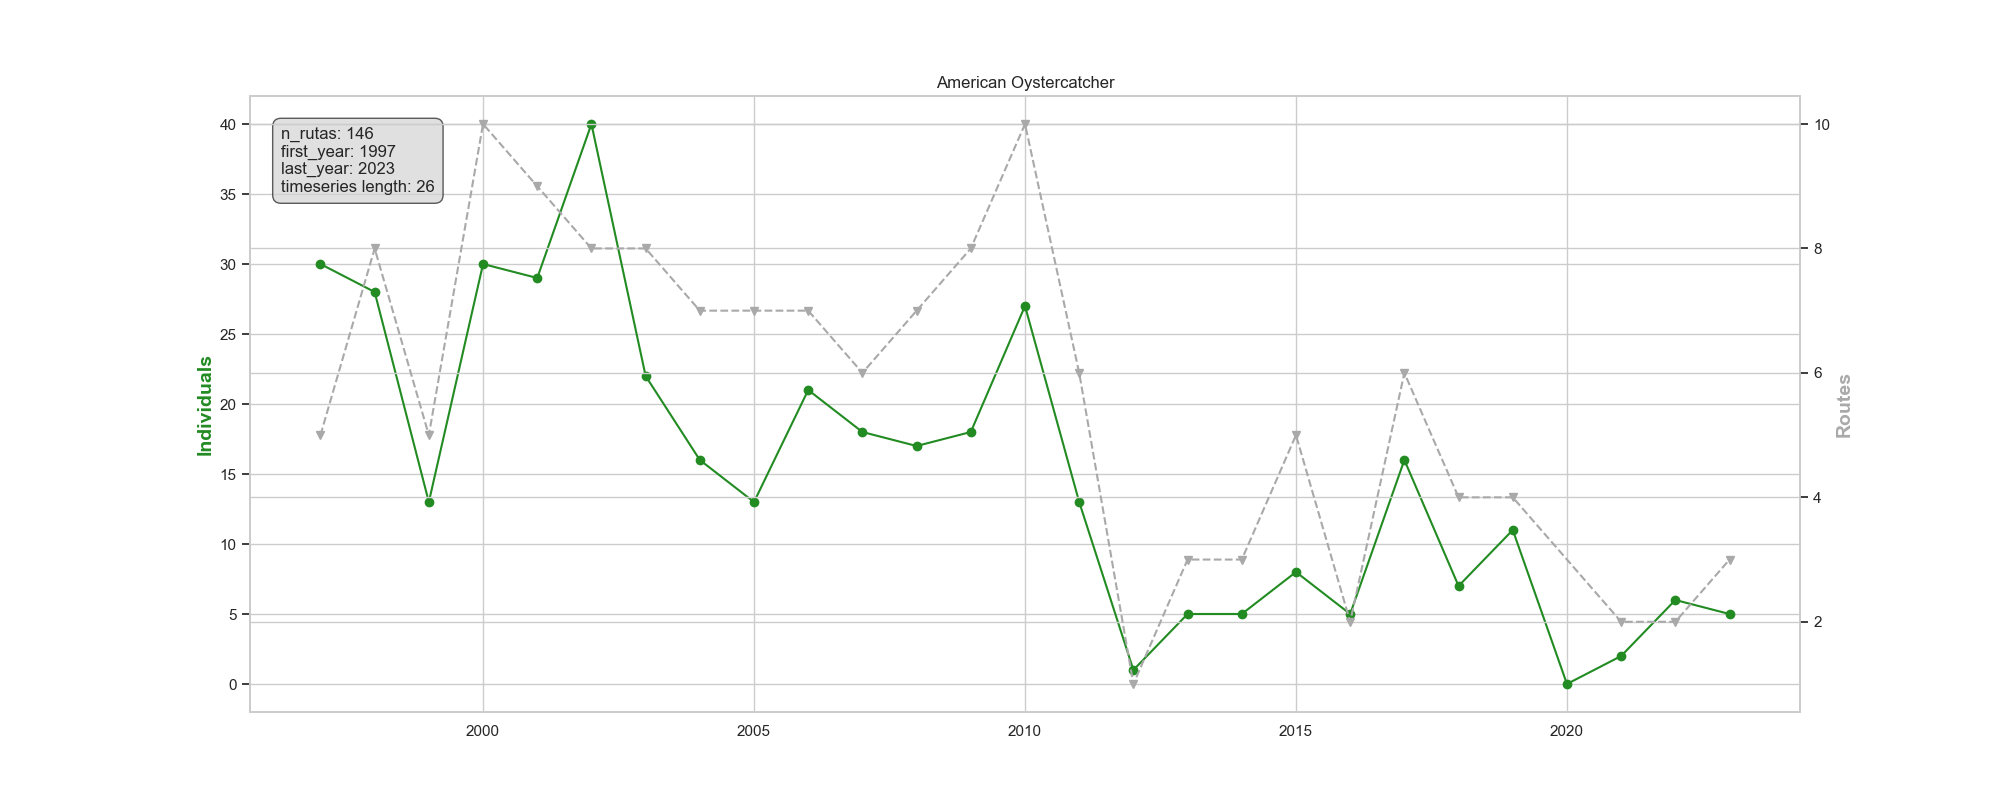 American Oystercatcher
n_rutas: 146
first_year: 1997
last_year: 2023
timeseries length: 26
Individuals
40
35
30
25
20
15
10
5
0
10
8
6
4
2
Routes
2000
2005
2010
2015
2020